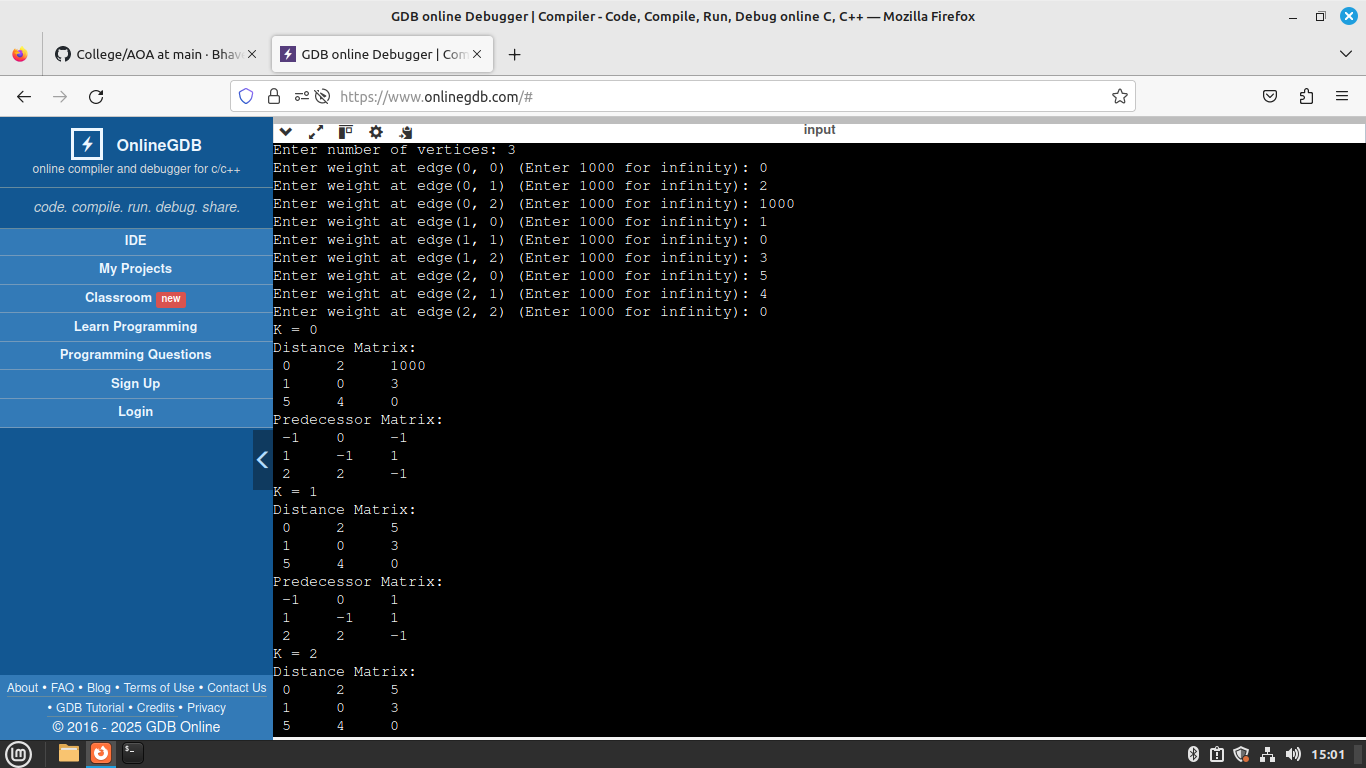 GDB online Debugger | Compiler - Code, Compile, Run, Debug online C, C++ — Mozilla Firefox
College/AOA at main · Bhav
GDB online Debugger | Com
https://www.onlinegdb.com/#
OnlineGDB
online compiler and debugger for c/c++
code. compile. run. debug. share.
IDE
My Projects
Classroom new
Learn Programming
Programming Questions
Sign Up
Login
About • FAQ • Blog • Terms of Use • Contact Us
• GDB Tutorial • Credits • Privacy
© 2016 - 2025 GDB Online
input
Enter number of vertices: 3
Enter weight at edge(0, 0) (Enter 1000 for infinity): 0
Enter weight at edge(0, 1) (Enter 1000 for infinity): 2
Enter weight at edge(0, 2) (Enter 1000 for infinity): 1000
Enter weight at edge(1, 0) (Enter 1000 for infinity): 1
Enter weight at edge(1, 1) (Enter 1000 for infinity): 0
Enter weight at edge(1, 2) (Enter 1000 for infinity): 3
Enter weight at edge(2, 0) (Enter 1000 for infinity): 5
Enter weight at edge(2, 1) (Enter 1000 for infinity): 4
Enter weight at edge(2, 2) (Enter 1000 for infinity): 0
K = 0
Distance Matrix:
0 2 1000
1 0 3
5 4 0
Predecessor Matrix:
-1 0 -1
1 -1 1
2 2 -1
K = 1
Distance Matrix:
0 2 5
1 0 3
5 4 0
Predecessor Matrix:
-1 0 1
1 -1 1
2 2 -1
K = 2
Distance Matrix:
0 2 5
1 0 3
5 4 0
15:01